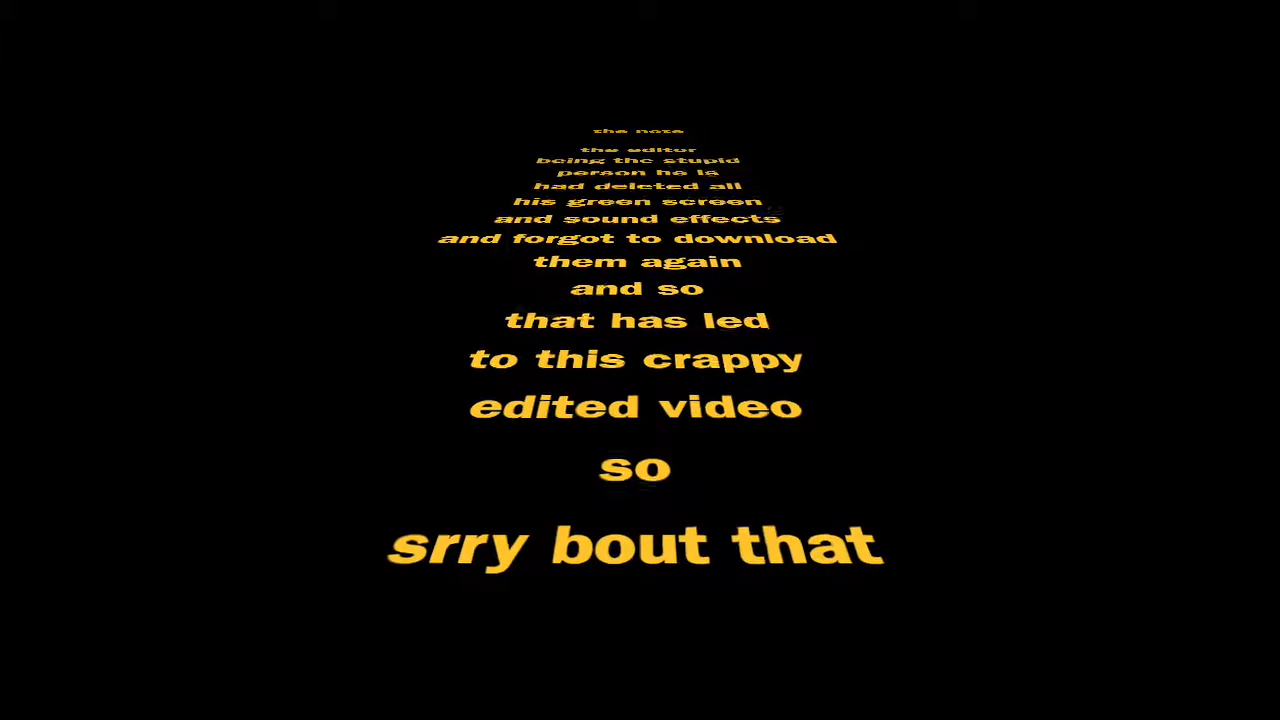 the note
the editor
being the stupid
person he is
had deleted all
his green screen
and sound effects
and forgot to download
them again
and so
that has led
to this crappy
edited video
so
srry bout that